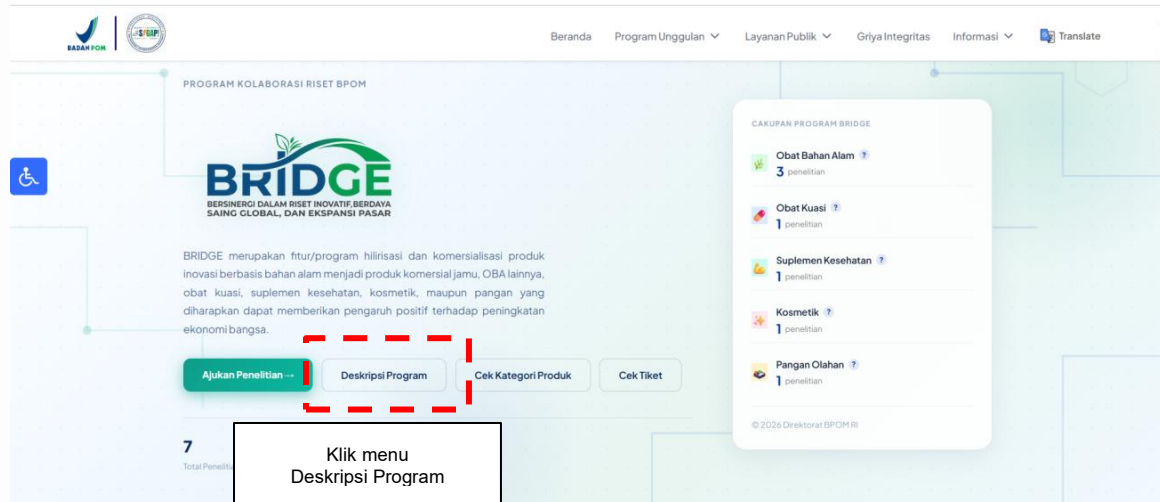 BADAN POM
Beranda
Program Unggulan
Layanan Publik
Griya Integritas
Informasi
Translate
PROGRAM KOLABORASI RISET BPOM
BRIDGE
BERSINERGI DALAM RISET INOVATIF, BERDAYA
SAING GLOBAL, DAN EKSPANSI PASAR
BRIDGE merupakan fitur/program hilirisasi dan komersialisasi produk
inovasi berbasis bahan alam menjadi produk komersial jamu, OBA lainnya,
obat kuasi, suplemen kesehatan, kosmetik, maupun pangan yang
diharapkan dapat memberikan pengaruh positif terhadap peningkatan
ekonomi bangsa.
Ajukan Penelitian →
Deskripsi Program
Cek Kategori Produk
Cek Tiket
7
Total
Klik menu
Deskripsi Program
CAKUPAN PROGRAM BRIDGE
Obat Bahan Alam ?
3 penelitian
Obat Kuasi ?
1 penelitian
Suplemen Kesehatan ?
1 penelitian
Kosmetik ?
1 penelitian
Pangan Olahan ?
1 penelitian
© 2026 Direktorat BPOM RI